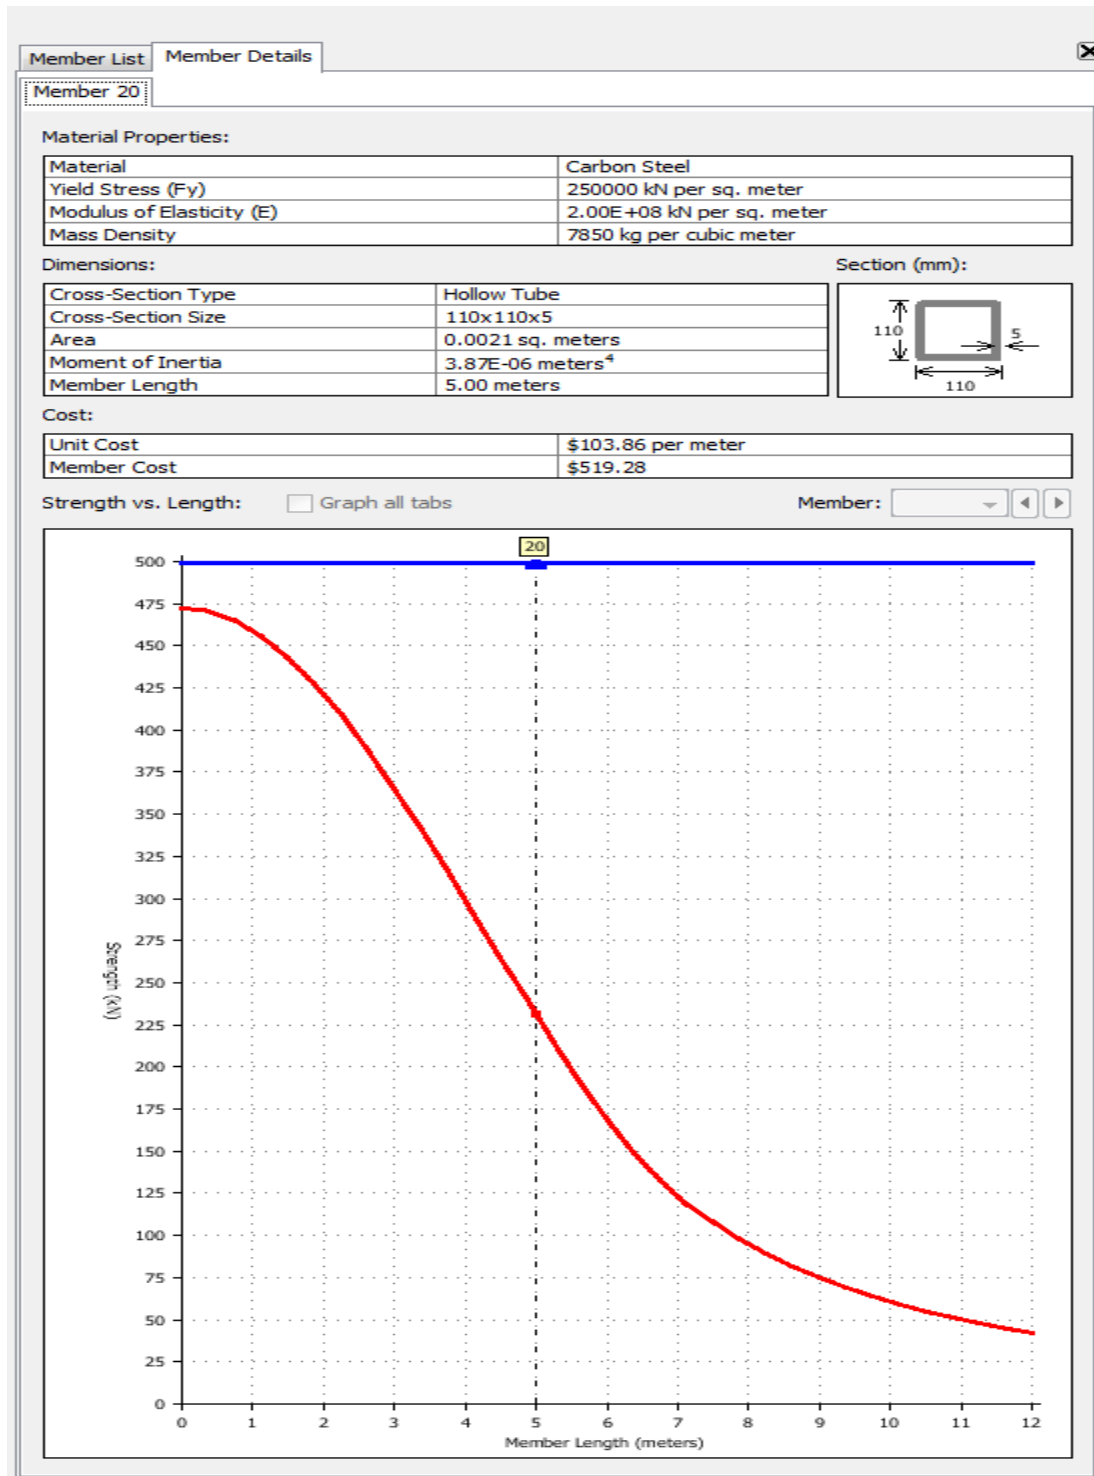 Member List Member Details
Member 20
Material Properties:
Material Carbon Steel
Yield Stress (Fy) 250000 kN per sq. meter
Modulus of Elasticity (E) 2.00E+08 kN per sq. meter
Mass Density 7850 kg per cubic meter
Dimensions: Section (mm):
Cross-Section Type Hollow Tube
Cross-Section Size 110x110x5
Area 0.0021 sq. meters
Moment of Inertia 3.87E-06 meters⁴
Member Length 5.00 meters
110 5
110
Cost:
Unit Cost $103.86 per meter
Member Cost $519.28
Strength vs. Length: Graph all tabs Member:
20
500
475
450
425
400
375
350
325
300
275
250
225
200
175
150
125
100
75
50
25
0
Strength (kN)
0 1 2 3 4 5 6 7 8 9 10 11 12
Member Length (meters)